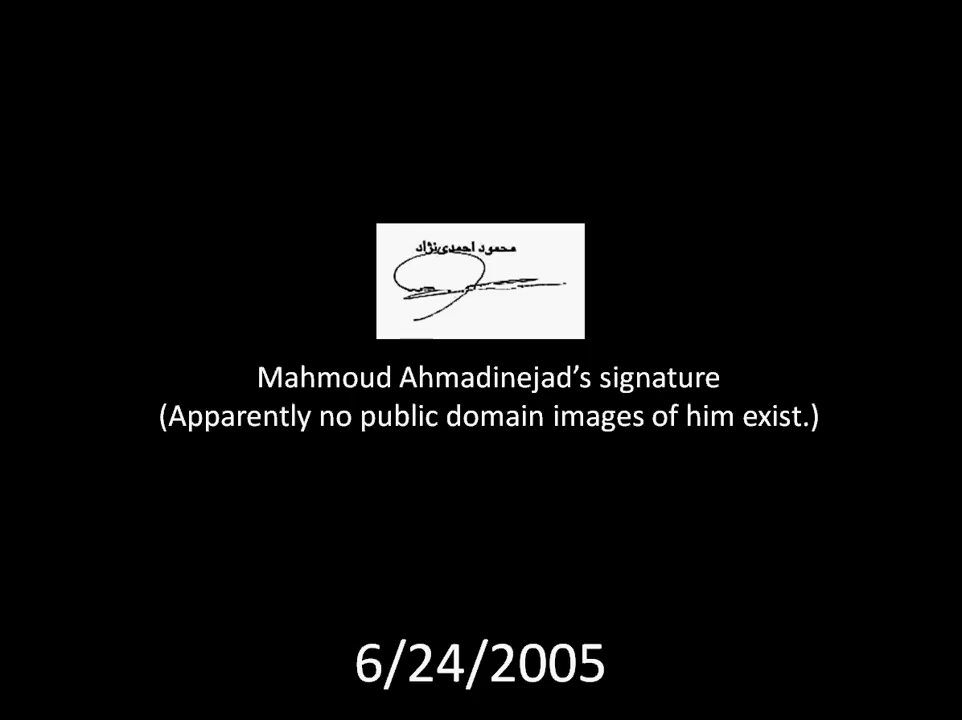 محمود احمدی‌نژاد
Mahmoud Ahmadinejad’s signature
(Apparently no public domain images of him exist.)
6/24/2005